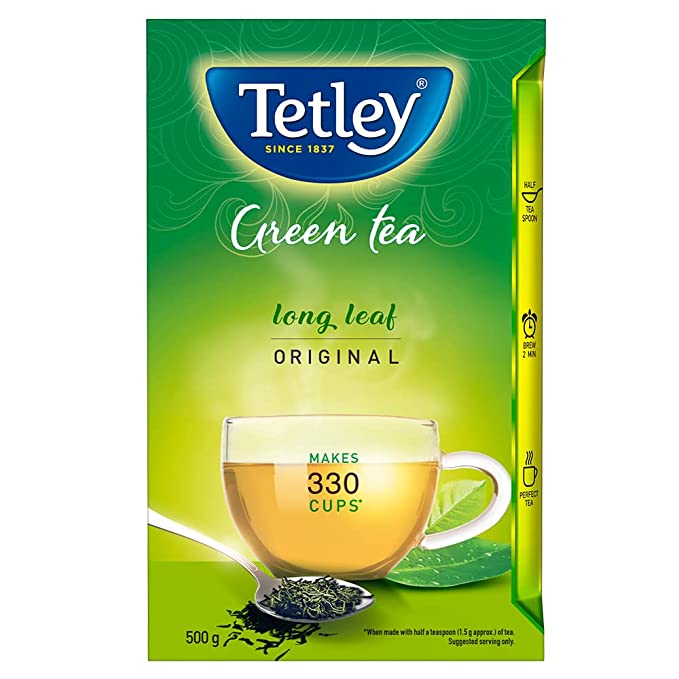 Tetley®
SINCE 1837
Green tea
long leaf
ORIGINAL
MAKES
330
CUPS*
500 g
*When made with half a teaspoon (1.5 g approx.) of tea.
Suggested serving only.
HALF
TEA
SPOON
BREW
2 MIN
PERFECT
TEA